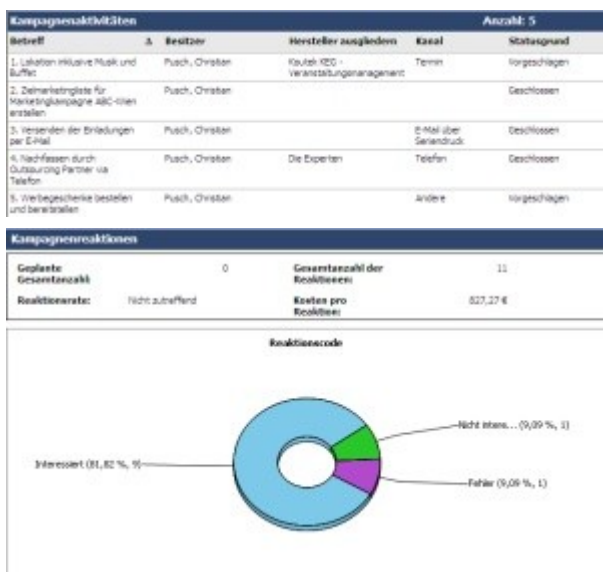 Kampagnenaktivitäten Anzahl: 5
Betreff Besitzer Hersteller ausgliedern Kanal Statusgrund
1. Lokation inklusive Musik und Pusch, Christian Koutek KEG - Termin Vorgeschlagen
Buffet Veranstaltungsmanagement
2. Zielmarketingliste für Pusch, Christian Geschlossen
Marketingkampagne ABC-Wien
erstellen
3. Versenden der Einladungen Pusch, Christian E-Mail über Geschlossen
per E-Mail Seriendruck
4. Nachfassen durch Pusch, Christian Die Experten Telefon Geschlossen
Outsourcing Partner via
Telefon
5. Werbegeschenke bestellen Pusch, Christian Andere Vorgeschlagen
und bereitstellen
Kampagnenreaktionen
Geplante 0 Gesamtanzahl der 11
Gesamtanzahl: Reaktionen:
Reaktionsrate: Nicht zutreffend Kosten pro 827,27 €
Reaktion:
Reaktionscode
Nicht intere... (9,09 %, 1)
Interessiert (81,82 %, 9)
Fehler (9,09 %, 1)